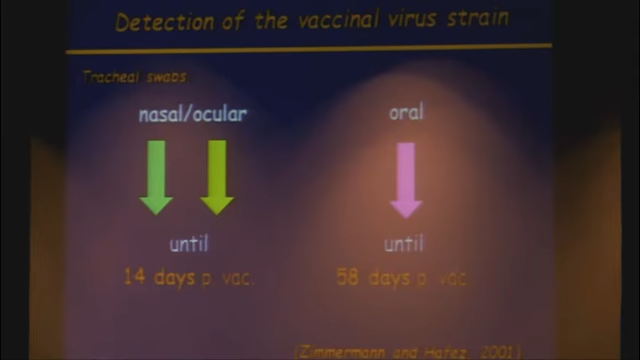 Detection of the vaccinal virus strain
Tracheal swabs
nasal/ocular
oral
until
until
14 days p. vac.
58 days p. vac.
(Zimmermann and Hafez, 2001)